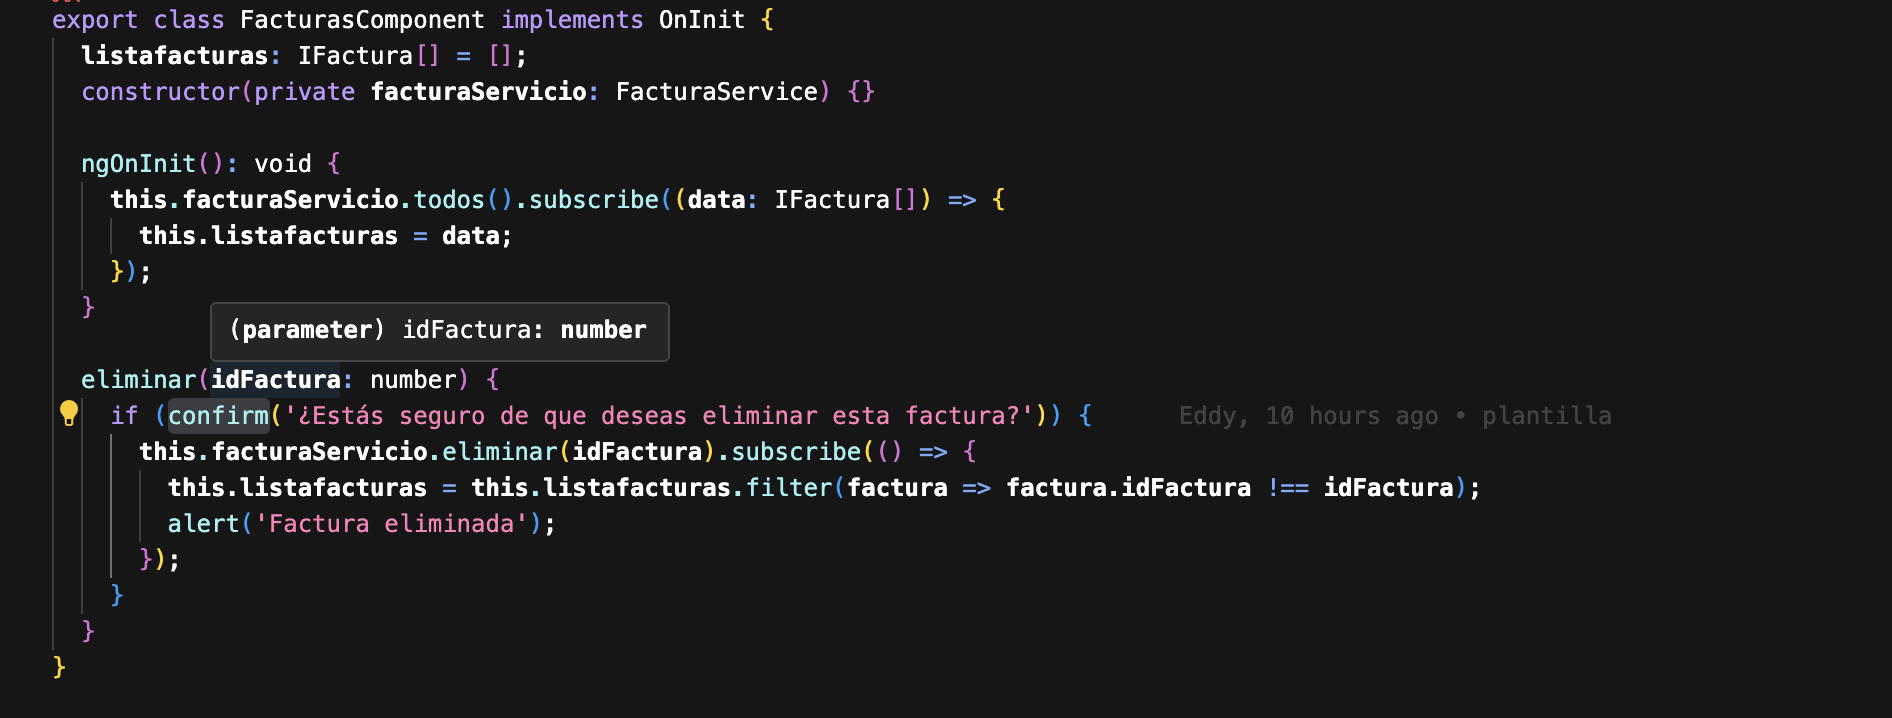 export class FacturasComponent implements OnInit {
listafacturas: IFactura[] = [];
constructor(private facturaServicio: FacturaService) {}
ngOnInit(): void {
this.facturaServicio.todos().subscribe((data: IFactura[]) => {
this.listafacturas = data;
});
}
(parameter) idFactura: number
eliminar(idFactura: number) {
if (confirm('¿Estás seguro de que deseas eliminar esta factura?')) { Eddy, 10 hours ago • plantilla
this.facturaServicio.eliminar(idFactura).subscribe(() => {
this.listafacturas = this.listafacturas.filter(factura => factura.idFactura !== idFactura);
alert('Factura eliminada');
});
}
}
}